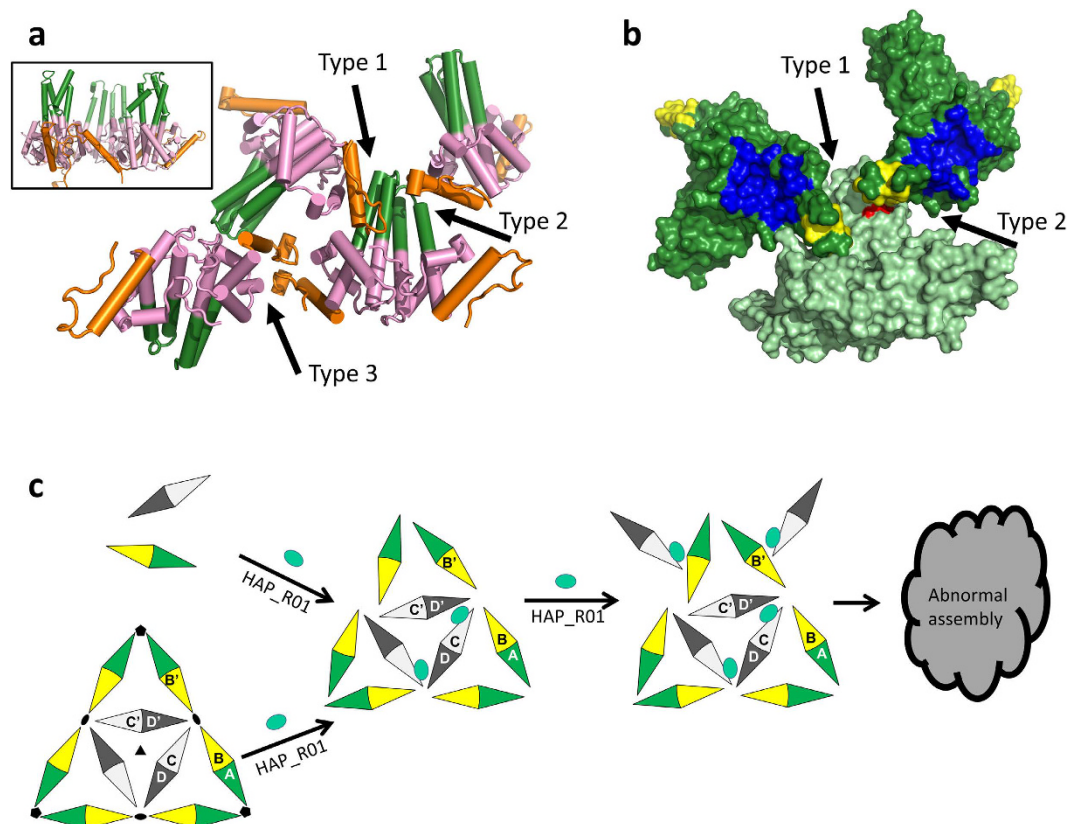 a
Type 1
Type 2
Type 3
b
Type 1
Type 2
c
HAP_R01
HAP_R01
B'
C' D'
C
D
B
A
B'
C' D'
C
D
B
A
HAP_R01
B'
C' D'
C
D
B
A
Abnormal
assembly